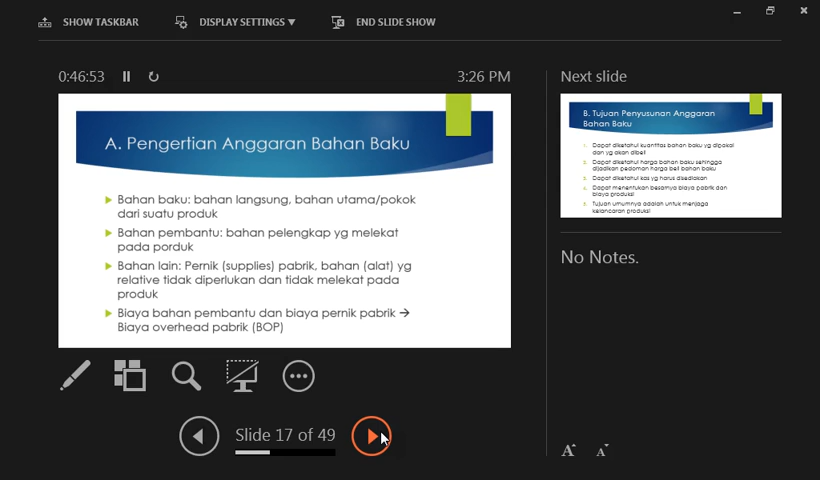 SHOW TASKBAR
DISPLAY SETTINGS ▼
END SLIDE SHOW
0:46:53
3:26 PM
A. Pengertian Anggaran Bahan Baku
Bahan baku: bahan langsung, bahan utama/pokok
dari suatu produk
Bahan pembantu: bahan pelengkap yg melekat
pada porduk
Bahan lain: Pernik (supplies) pabrik, bahan (alat) yg
relative tidak diperlukan dan tidak melekat pada
produk
Biaya bahan pembantu dan biaya pernik pabrik →
Biaya overhead pabrik (BOP)
Slide 17 of 49
Next slide
B. Tujuan Penyusunan Anggaran
Bahan Baku
1. Dapat diketahui kuantitas bahan baku yg dipakai
dan yg akan dibeli
2. Dapat diketahui harga bahan baku sehingga
dijadikan pedoman harga beli bahan baku
3. Dapat diketahui kas yg harus disediakan
4. Dapat menentukan besarnya biaya pabrik dan
biaya produksi
5. Tujuan umumnya adalah untuk menjaga
kelancaran produksi
No Notes.
A A